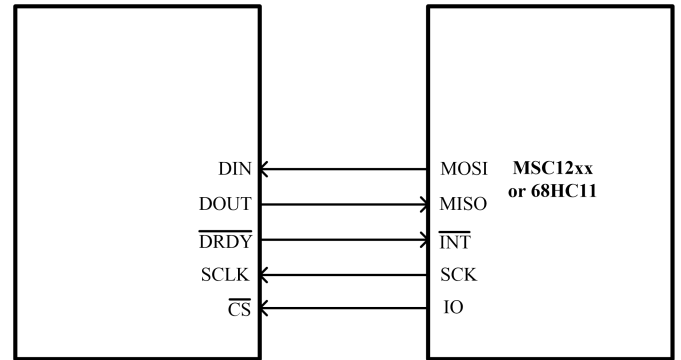 DIN MOSI MSC12xx
or 68HC11
DOUT MISO
DRDY INT
SCLK SCK
CS IO